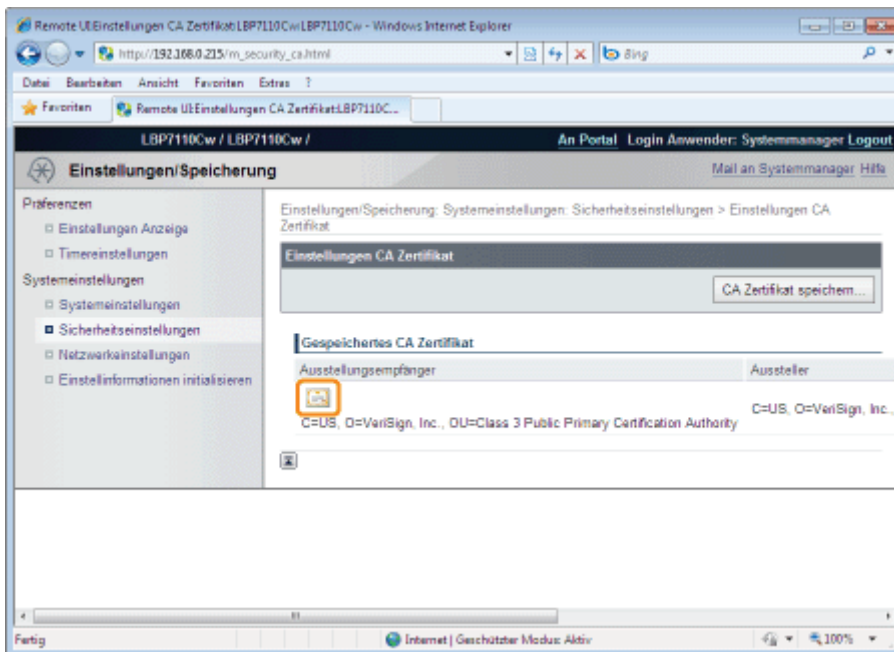 Remote UI:Einstellungen CA Zertifikat:LBP7110Cw:LBP7110Cw - Windows Internet Explorer
http://192.168.0.215/m_security_ca.html
Bing
Datei Bearbeiten Ansicht Favoriten Extras ?
Favoriten
Remote UI:Einstellungen CA Zertifikat:LBP7110C...
LBP7110Cw / LBP7110Cw /
An Portal Login Anwender: Systemmanager Logout
Einstellungen/Speicherung
Mail an Systemmanager Hilfe
Präferenzen
Einstellungen Anzeige
Timereinstellungen
Systemeinstellungen
Systemeinstellungen
Sicherheitseinstellungen
Netzwerkeinstellungen
Einstellinformationen initialisieren
Einstellungen/Speicherung: Systemeinstellungen: Sicherheitseinstellungen > Einstellungen CA
Zertifikat
Einstellungen CA Zertifikat
CA Zertifikat speichern...
Gespeichertes CA Zertifikat
Ausstellungsempfänger
Aussteller
C=US, O=VeriSign, Inc., OU=Class 3 Public Primary Certification Authority
C=US, O=VeriSign, Inc.,
Fertig
Internet | Geschützter Modus: Aktiv
100%